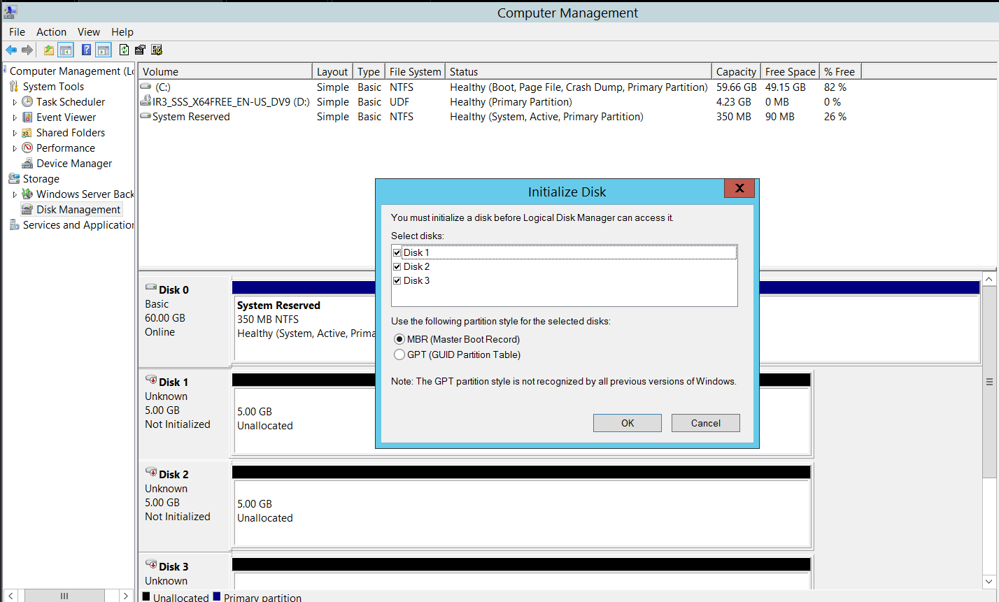 Computer Management
File Action View Help
Computer Management (Lo
System Tools
Task Scheduler
Event Viewer
Shared Folders
Performance
Device Manager
Storage
Windows Server Back
Disk Management
Services and Application
Volume Layout Type File System Status Capacity Free Space % Free
(C:) Simple Basic NTFS Healthy (Boot, Page File, Crash Dump, Primary Partition) 59.66 GB 49.15 GB 82 %
IR3_SSS_X64FREE_EN-US_DV9 (D:) Simple Basic UDF Healthy (Primary Partition) 4.23 GB 0 MB 0 %
System Reserved Simple Basic NTFS Healthy (System, Active, Primary Partition) 350 MB 90 MB 26 %
Initialize Disk
You must initialize a disk before Logical Disk Manager can access it.
Select disks:
Disk 1
Disk 2
Disk 3
Use the following partition style for the selected disks:
MBR (Master Boot Record)
GPT (GUID Partition Table)
Note: The GPT partition style is not recognized by all previous versions of Windows.
OK Cancel
Disk 0
Basic
60.00 GB
Online
System Reserved
350 MB NTFS
Healthy (System, Active, Prima
Disk 1
Unknown
5.00 GB
Not Initialized
5.00 GB
Unallocated
Disk 2
Unknown
5.00 GB
Not Initialized
5.00 GB
Unallocated
Disk 3
Unknown
Unallocated Primary partition